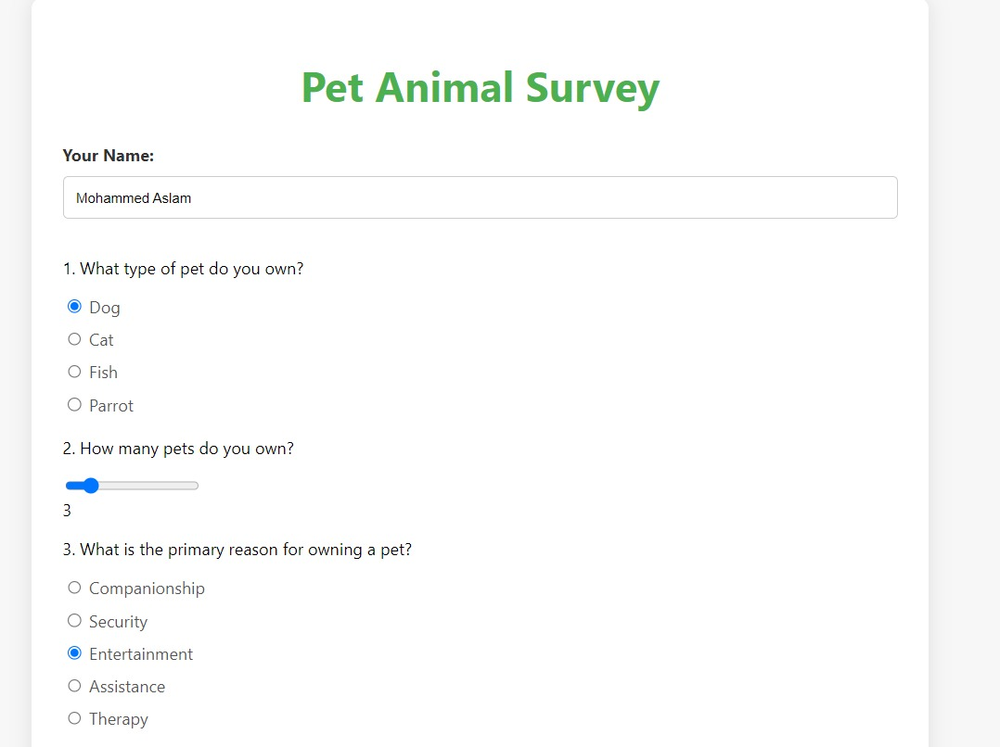 Pet Animal Survey
Your Name:
Mohammed Aslam
1. What type of pet do you own?
Dog
Cat
Fish
Parrot
2. How many pets do you own?
3
3. What is the primary reason for owning a pet?
Companionship
Security
Entertainment
Assistance
Therapy